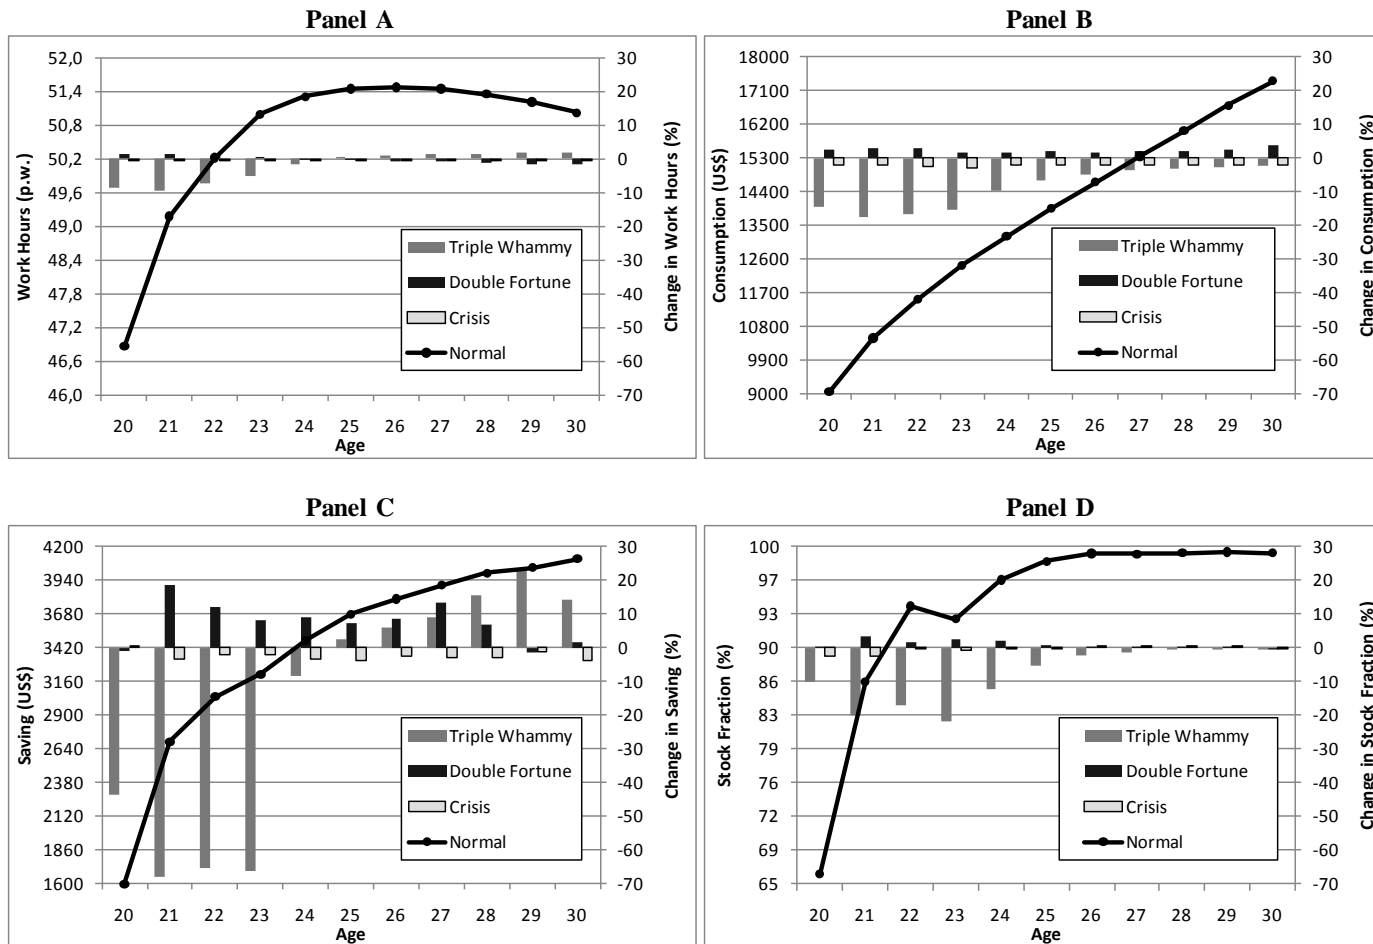 Panel A
Work Hours (p.w.)
52,0
51,4
50,8
50,2
49,6
49,0
48,4
47,8
47,2
46,6
46,0
30
20
10
0
-10
-20
-30
-40
-50
-60
-70
Change in Work Hours (%)
Triple Whammy
Double Fortune
Crisis
Normal
20 21 22 23 24 25 26 27 28 29 30
Age
Panel B
Consumption (US$)
18000
17100
16200
15300
14400
13500
12600
11700
10800
9900
9000
30
20
10
0
-10
-20
-30
-40
-50
-60
-70
Change in Consumption (%)
Triple Whammy
Double Fortune
Crisis
Normal
20 21 22 23 24 25 26 27 28 29 30
Age
Panel C
Saving (US$)
4200
3940
3680
3420
3160
2900
2640
2380
2120
1860
1600
30
20
10
0
-10
-20
-30
-40
-50
-60
-70
Change in Saving (%)
Triple Whammy
Double Fortune
Crisis
Normal
20 21 22 23 24 25 26 27 28 29 30
Age
Panel D
Stock Fraction (%)
100
97
93
90
86
83
79
76
72
69
65
30
20
10
0
-10
-20
-30
-40
-50
-60
-70
Change in Stock Fraction (%)
Triple Whammy
Double Fortune
Crisis
Normal
20 21 22 23 24 25 26 27 28 29 30
Age